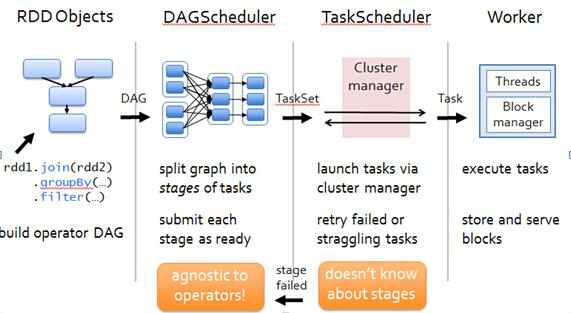 RDD Objects
DAGScheduler
TaskScheduler
Worker
DAG
TaskSet
Cluster
manager
Task
Threads
Block
manager
rdd1.join(rdd2)
.groupBy(…)
.filter(…)
split graph into
stages of tasks
launch tasks via
cluster manager
execute tasks
build operator DAG
submit each
stage as ready
retry failed or
straggling tasks
store and serve
blocks
agnostic to
operators!
stage
failed
doesn't know
about stages